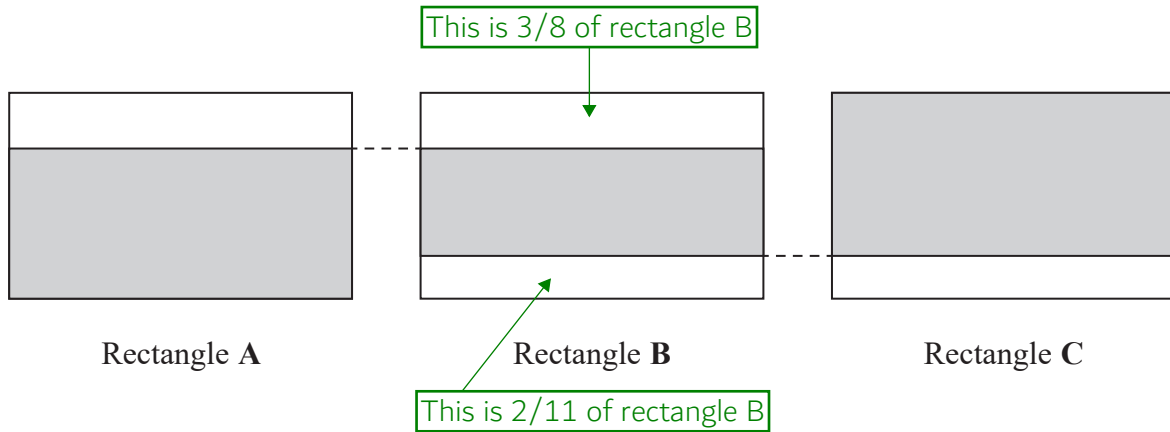 This is 3/8 of rectangle B
Rectangle A
Rectangle B
Rectangle C
This is 2/11 of rectangle B